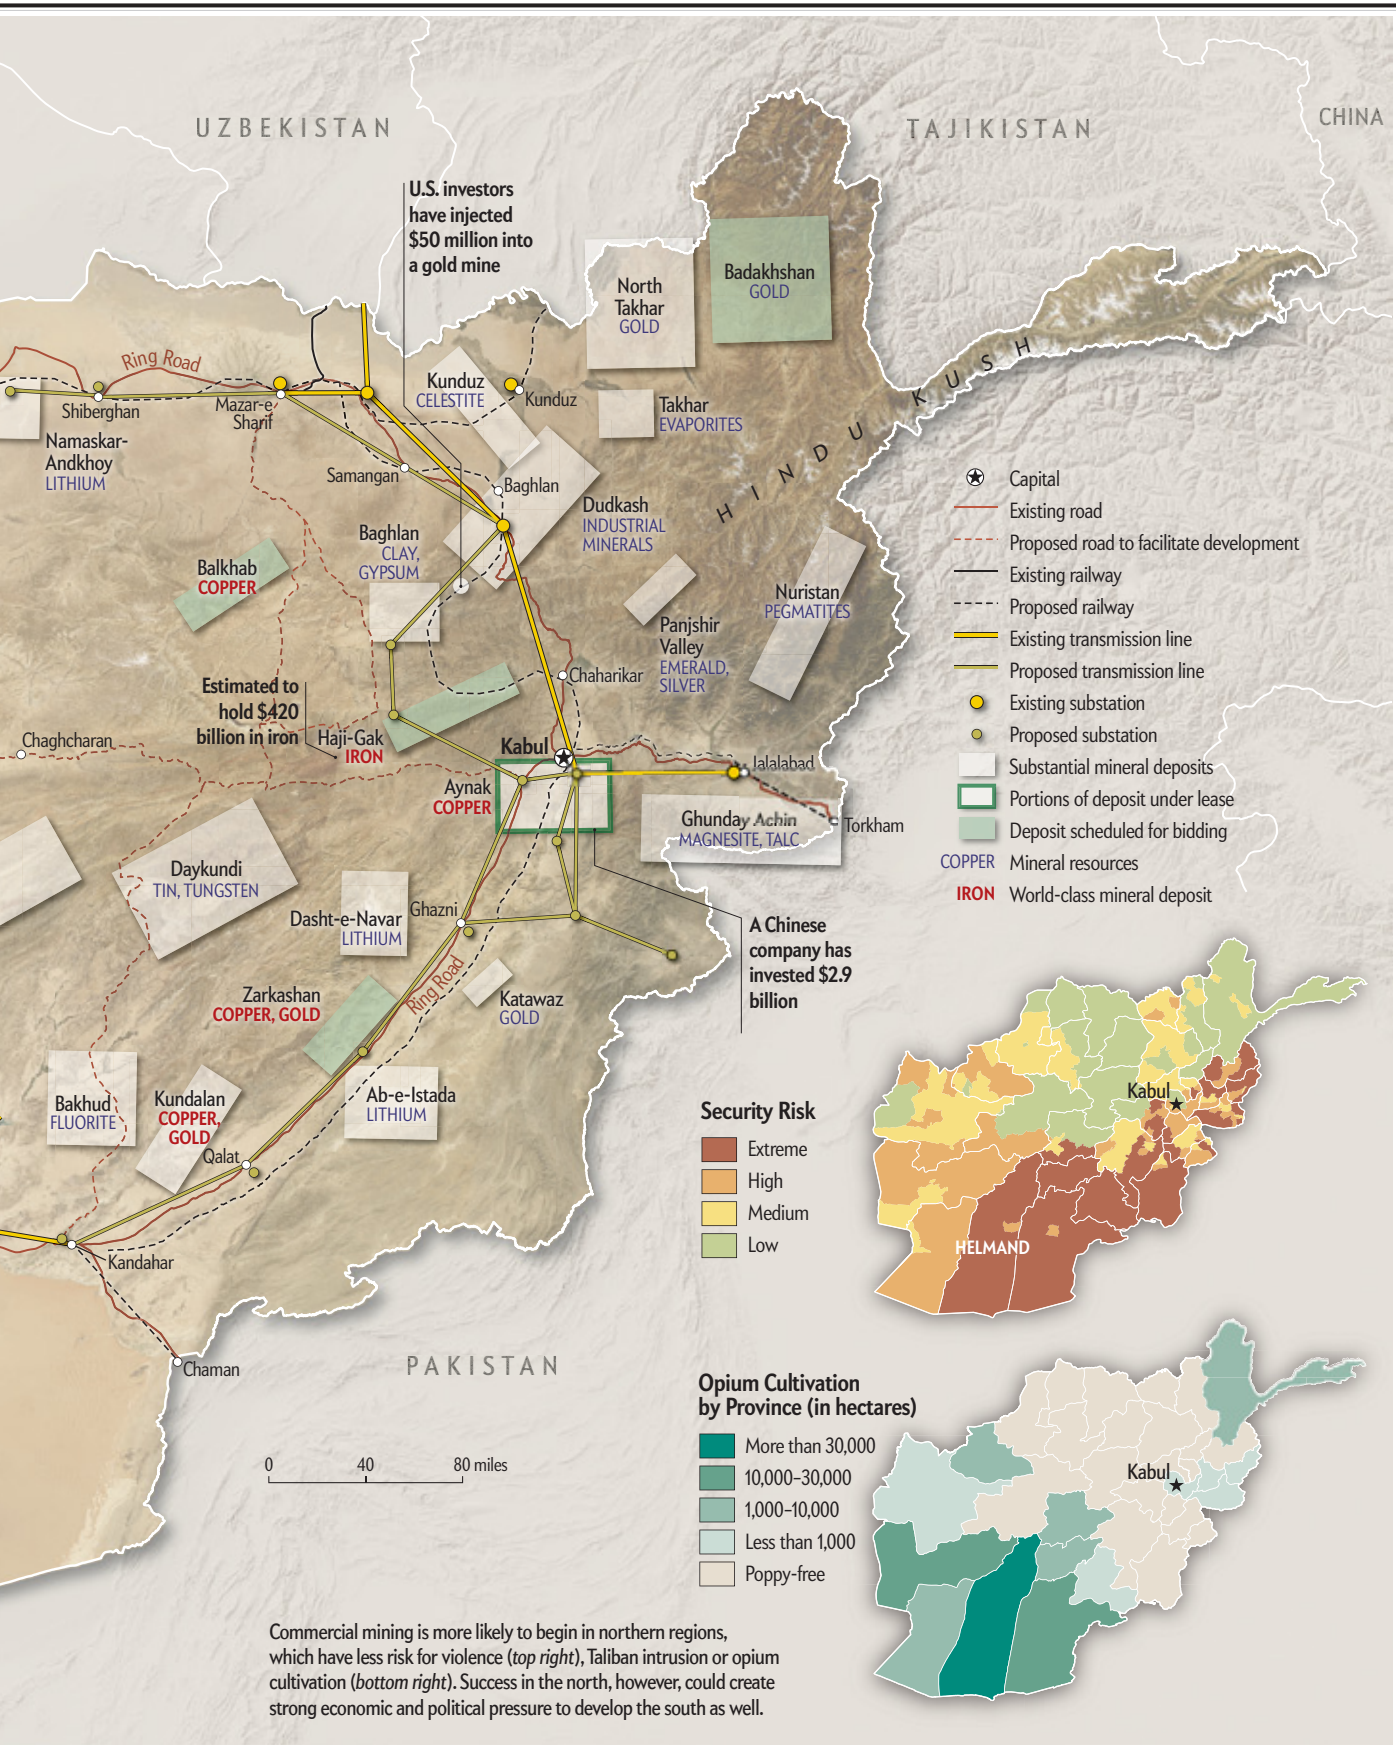 UZBEKISTAN
TAJIKISTAN
CHINA
U.S. investors
have injected
$50 million into
a gold mine
North
Takhar
GOLD
Badakhshan
GOLD
Ring Road
Shiberghan
Mazar-e
Sharif
Kunduz
CELESTITE
Kunduz
Takhar
EVAPORITES
HINDU KUSH
Namaskar-
Andkhoy
LITHIUM
Samangan
Baghlan
Dudkash
INDUSTRIAL
MINERALS
Baghlan
CLAY,
GYPSUM
Balkhab
COPPER
Nuristan
PEGMATITES
Panjshir
Valley
EMERALD,
SILVER
Chaharikar
Estimated to
hold $420
billion in iron
Haji-Gak
IRON
Chaghcharan
Kabul
Jalalabad
Aynak
COPPER
Ghunday Achin
MAGNESITE, TALC
Torkham
Daykundi
TIN, TUNGSTEN
Dasht-e-Navar
LITHIUM
Ghazni
A Chinese
company has
invested $2.9
billion
Ring Road
Zarkashan
COPPER, GOLD
Katawaz
GOLD
Bakhud
FLUORITE
Kundalan
COPPER,
GOLD
Ab-e-Istada
LITHIUM
Qalat
Kandahar
Chaman
PAKISTAN
0 40 80 miles
Capital
Existing road
Proposed road to facilitate development
Existing railway
Proposed railway
Existing transmission line
Proposed transmission line
Existing substation
Proposed substation
Substantial mineral deposits
Portions of deposit under lease
Deposit scheduled for bidding
COPPER Mineral resources
IRON World-class mineral deposit
Security Risk
Extreme
High
Medium
Low
Kabul
HELMAND
Opium Cultivation
by Province (in hectares)
More than 30,000
10,000–30,000
1,000–10,000
Less than 1,000
Poppy-free
Kabul
Commercial mining is more likely to begin in northern regions,
which have less risk for violence (top right), Taliban intrusion or opium
cultivation (bottom right). Success in the north, however, could create
strong economic and political pressure to develop the south as well.